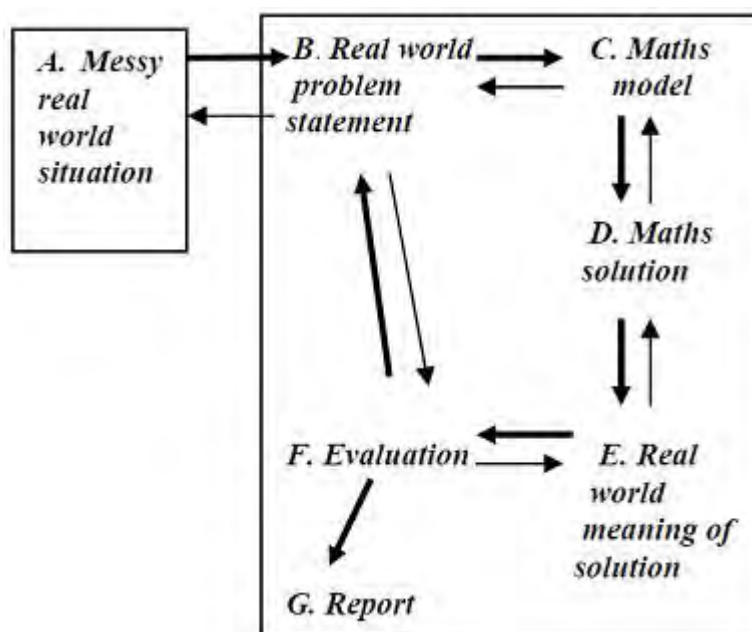 A. Messy
real
world
situation
B. Real world
problem
statement
C. Maths
model
D. Maths
solution
E. Real
world
meaning of
solution
F. Evaluation
G. Report